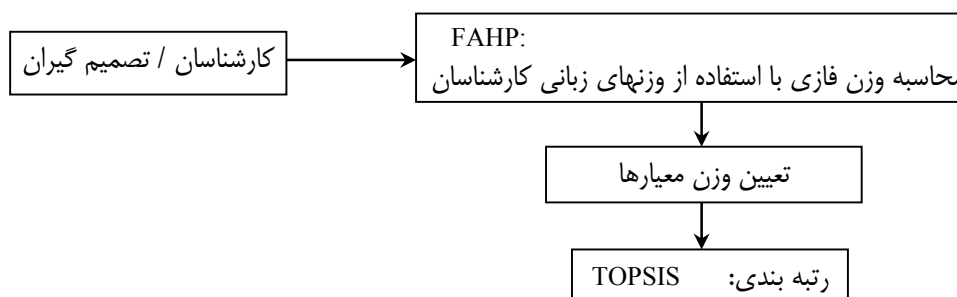 کارشناسان / تصمیم گیران
FAHP:
محاسبه وزن فازی با استفاده از وزنهای زبانی کارشناسان
تعیین وزن معیارها
رتبه بندی: TOPSIS